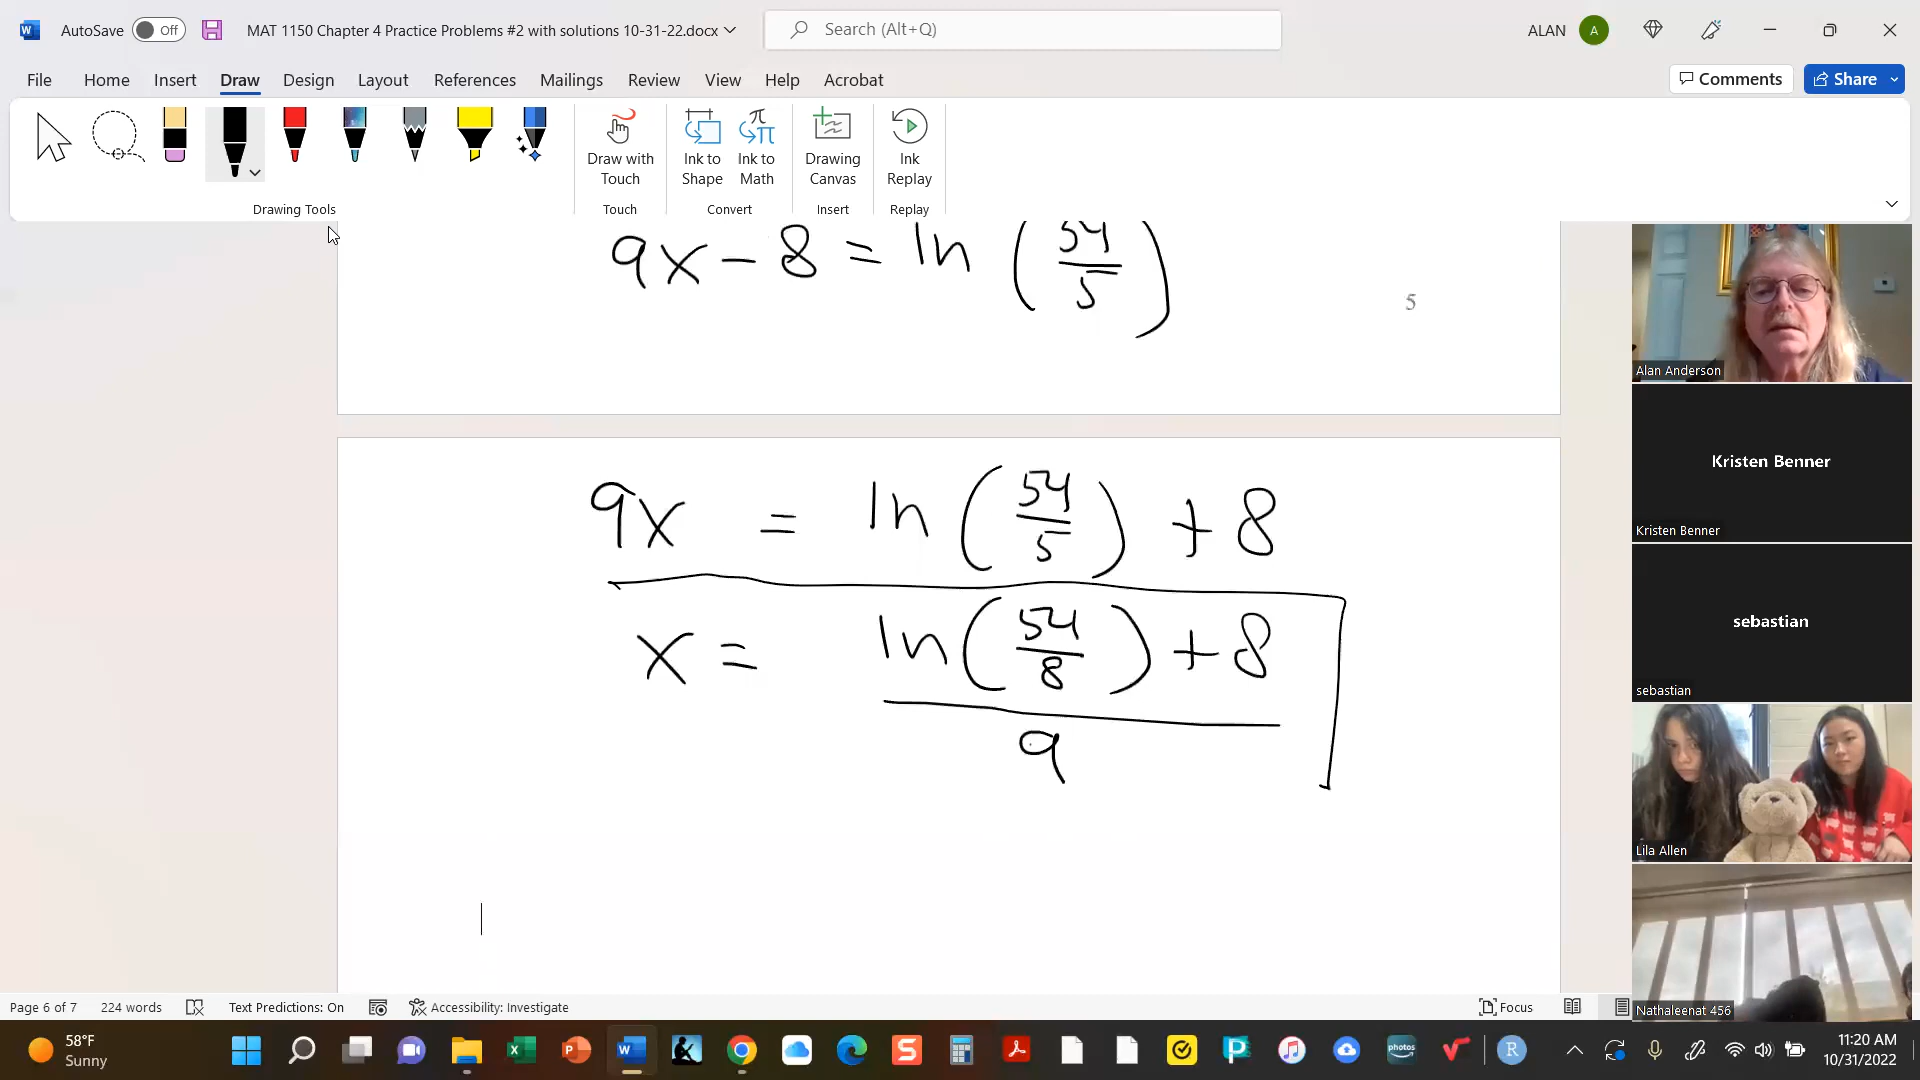 AutoSave Off MAT 1150 Chapter 4 Practice Problems #2 with solutions 10-31-22.docx Search (Alt+Q) ALAN A
File Home Insert Draw Design Layout References Mailings Review View Help Acrobat Comments Share
Draw with Touch
Ink to Shape
Ink to Math
Drawing Canvas
Ink Replay
Drawing Tools Touch Convert Insert Replay
9x - 8 = ln (54/5)
5
9x = ln (54/5) + 8
x = ln (54/8) + 8
9
Alan Anderson
Kristen Benner
Kristen Benner
sebastian
sebastian
Lila Allen
Nathaleenat 456
Page 6 of 7 224 words Text Predictions: On Accessibility: Investigate Focus
58°F
Sunny
photos
R
11:20 AM
10/31/2022